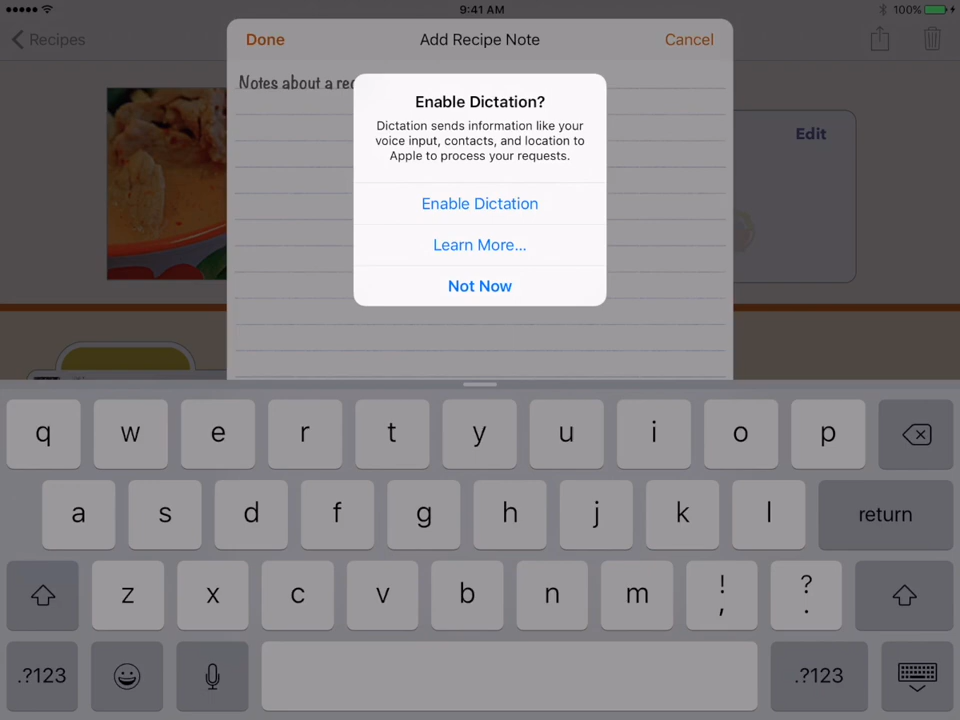 9:41 AM
100%
Recipes
Done
Add Recipe Note
Cancel
Notes about a rec
Edit
Enable Dictation?
Dictation sends information like your
voice input, contacts, and location to
Apple to process your requests.
Enable Dictation
Learn More...
Not Now
q w e r t y u i o p
a s d f g h j k l return
z x c v b n m ! , ? .
.?123 .?123